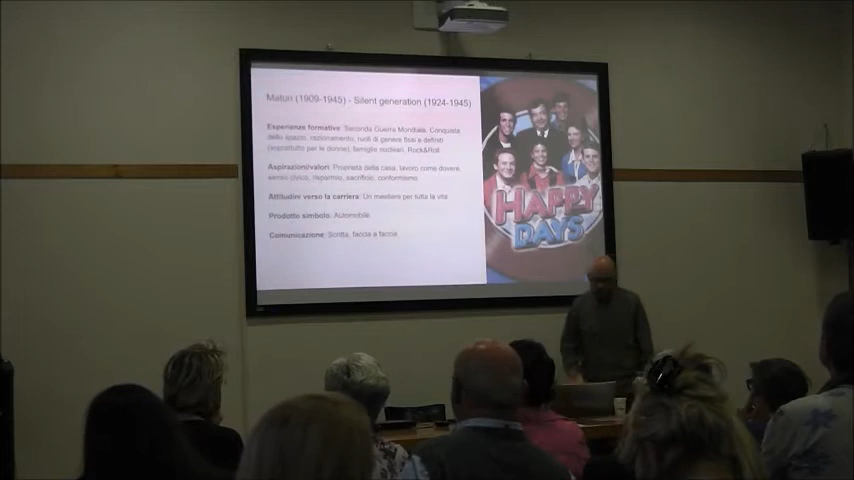 Maturi (1909-1945) - Silent generation (1924-1945)
Esperienze formative: Seconda Guerra Mondiale, Conquista
dello spazio, razionamento, ruoli di genere fissi e definiti
(soprattutto per le donne), famiglie nucleari, Rock&Roll
Aspirazioni/valori: Proprietà della casa, lavoro come dovere,
senso civico, risparmio, sacrificio, conformismo
Attitudini verso la carriera: Un mestiere per tutta la vita
Prodotto simbolo: Automobile
Comunicazione: Scritta, faccia a faccia
HAPPY
DAYS